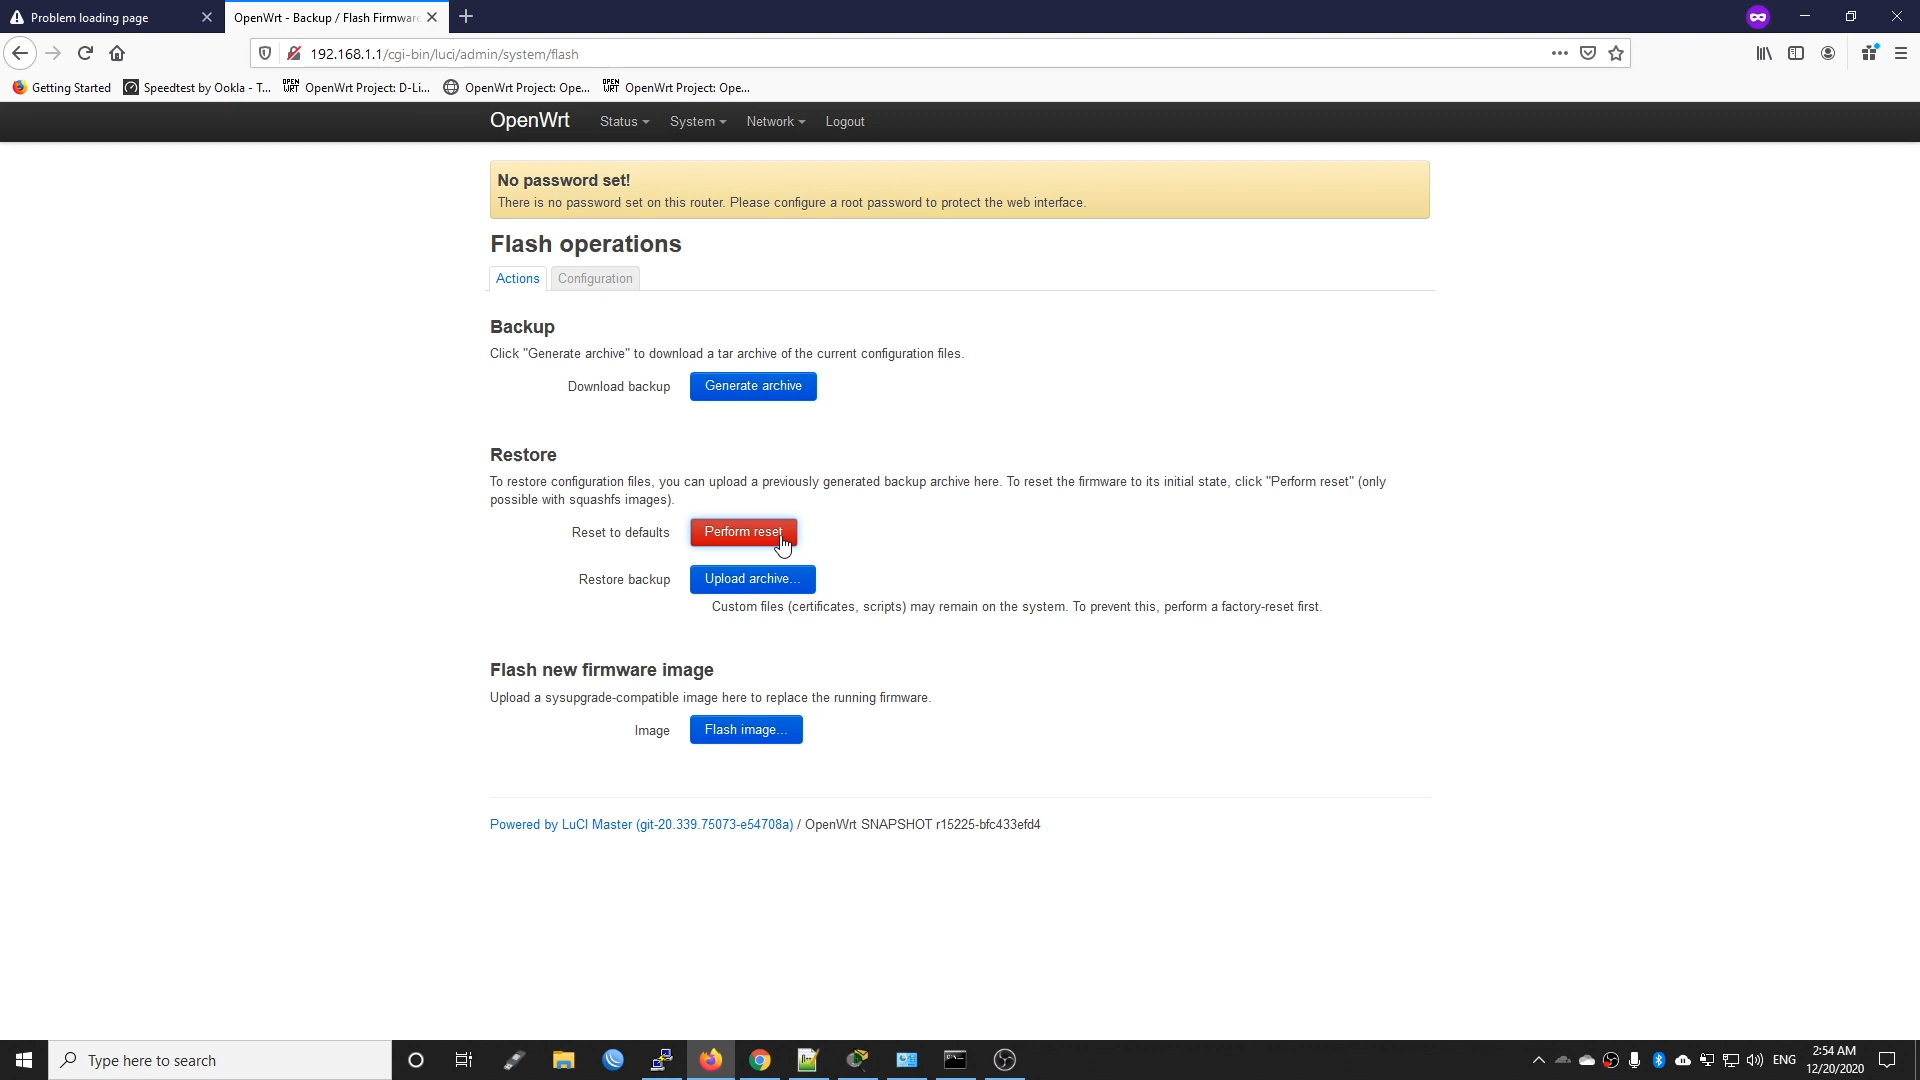 Problem loading page
OpenWrt - Backup / Flash Firmware
192.168.1.1/cgi-bin/luci/admin/system/flash
Getting Started
Speedtest by Ookla - T...
OpenWrt Project: D-Li...
OpenWrt Project: Ope...
OpenWrt Project: Ope...
OpenWrt Status System Network Logout
No password set!
There is no password set on this router. Please configure a root password to protect the web interface.
Flash operations
Actions Configuration
Backup
Click "Generate archive" to download a tar archive of the current configuration files.
Download backup Generate archive
Restore
To restore configuration files, you can upload a previously generated backup archive here. To reset the firmware to its initial state, click "Perform reset" (only
possible with squashfs images).
Reset to defaults Perform reset
Restore backup Upload archive...
Custom files (certificates, scripts) may remain on the system. To prevent this, perform a factory-reset first.
Flash new firmware image
Upload a sysupgrade-compatible image here to replace the running firmware.
Image Flash image...
Powered by LuCI Master (git-20.339.75073-e54708a) / OpenWrt SNAPSHOT r15225-bfc433efd4
Type here to search
ENG
2:54 AM
12/20/2020